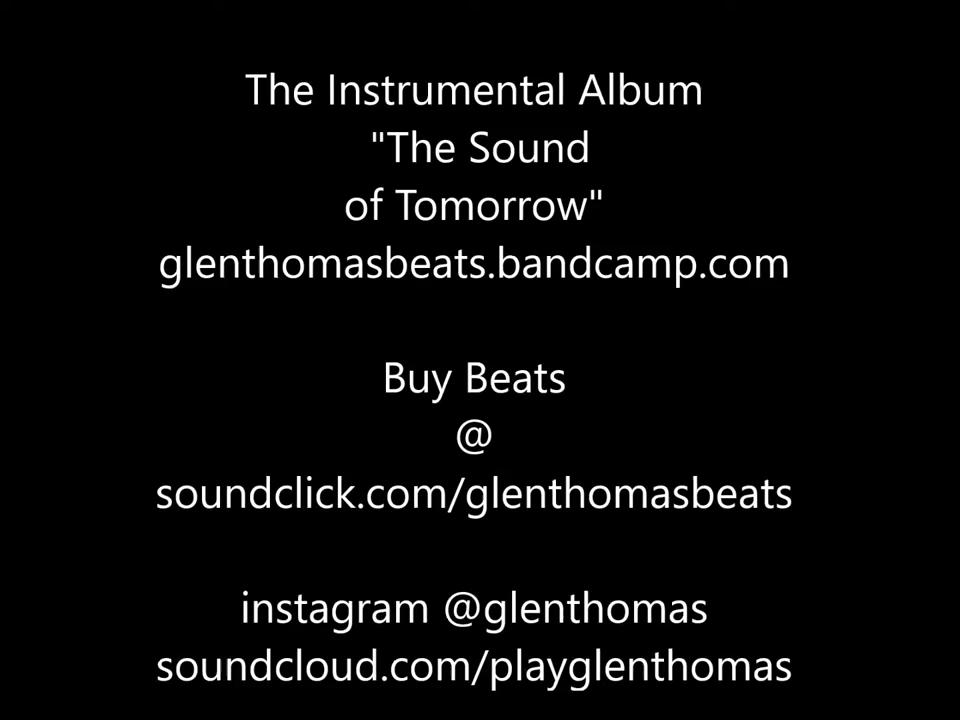 The Instrumental Album
"The Sound
of Tomorrow"
glenthomasbeats.bandcamp.com
Buy Beats
@
soundclick.com/glenthomasbeats
instagram @glenthomas
soundcloud.com/playglenthomas